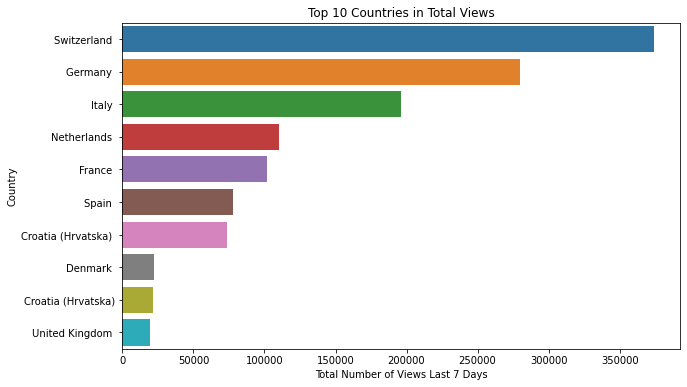 Top 10 Countries in Total Views
Country
Switzerland
Germany
Italy
Netherlands
France
Spain
Croatia (Hrvatska)
Denmark
Croatia (Hrvatska)
United Kingdom
0 50000 100000 150000 200000 250000 300000 350000
Total Number of Views Last 7 Days